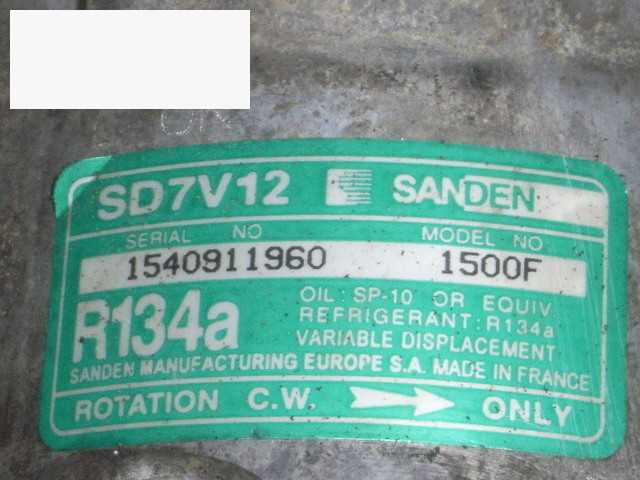 SD7V12 SANDEN
SERIAL NO MODEL NO
1540911960 1500F
R134a
OIL : SP-10 OR EQUIV.
REFRIGERANT : R134a
VARIABLE DISPLACEMENT
SANDEN MANUFACTURING EUROPE S.A. MADE IN FRANCE
ROTATION C.W. ONLY